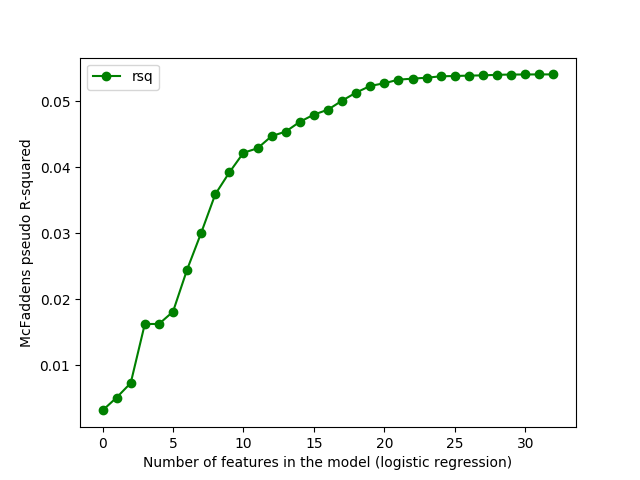 rsq
McFaddens pseudo R-squared
0.05
0.04
0.03
0.02
0.01
0 5 10 15 20 25 30
Number of features in the model (logistic regression)